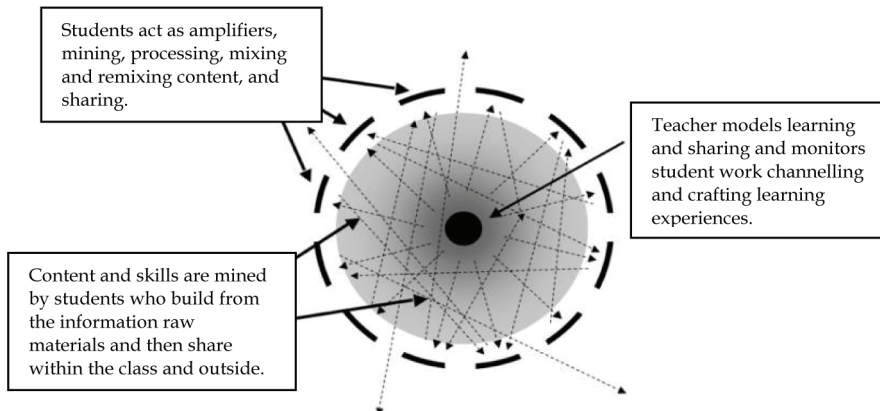 Students act as amplifiers,
mining, processing, mixing
and remixing content, and
sharing.
Teacher models learning
and sharing and monitors
student work channelling
and crafting learning
experiences.
Content and skills are mined
by students who build from
the information raw
materials and then share
within the class and outside.